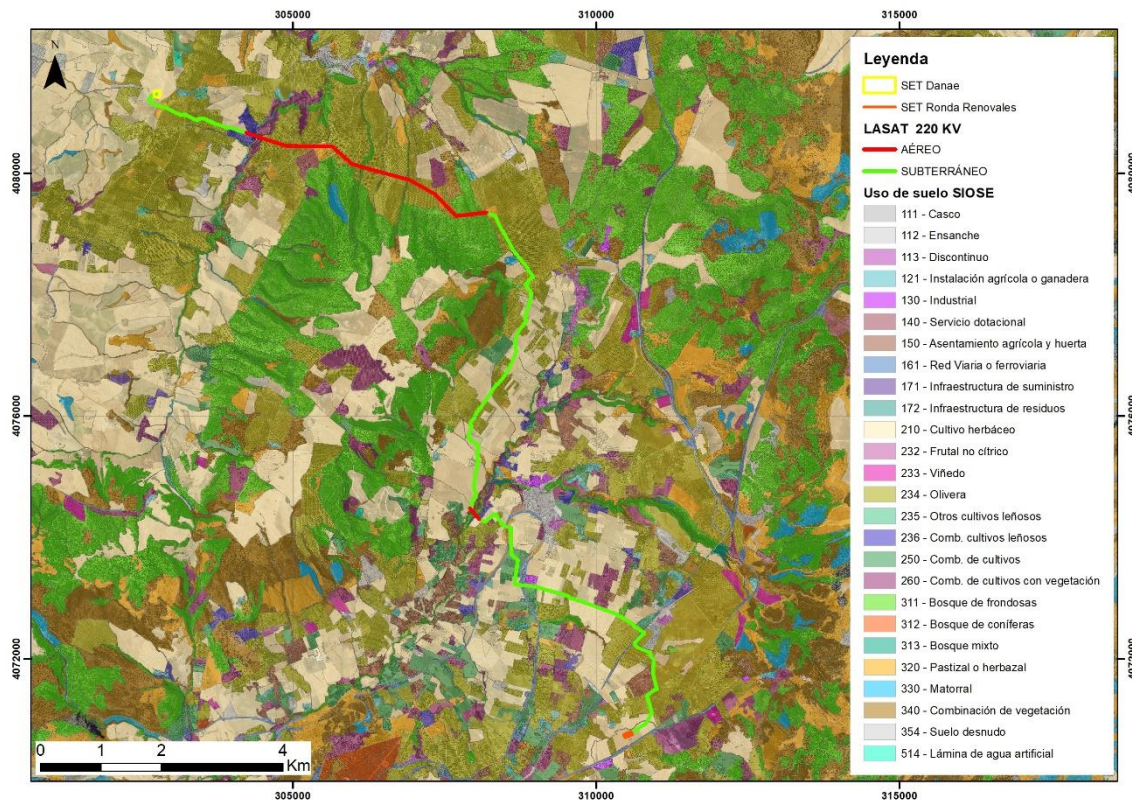 305000
310000
315000
N
4080000
4076000
4072000
Leyenda
SET Danae
SET Ronda Renovales
LASAT 220 KV
AÉREO
SUBTERRÁNEO
Uso de suelo SIOSE
111 - Casco
112 - Ensanche
113 - Discontinuo
121 - Instalación agrícola o ganadera
130 - Industrial
140 - Servicio dotacional
150 - Asentamiento agrícola y huerta
161 - Red Viaria o ferroviaria
171 - Infraestructura de suministro
172 - Infraestructura de residuos
210 - Cultivo herbáceo
232 - Frutal no cítrico
233 - Viñedo
234 - Olivera
235 - Otros cultivos leñosos
236 - Comb. cultivos leñosos
250 - Comb. de cultivos
260 - Comb. de cultivos con vegetación
311 - Bosque de frondosas
312 - Bosque de coníferas
313 - Bosque mixto
320 - Pastizal o herbazal
330 - Matorral
340 - Combinación de vegetación
354 - Suelo desnudo
514 - Lámina de agua artificial
4080000
4076000
4072000
0 1 2 4
Km
305000
310000
315000